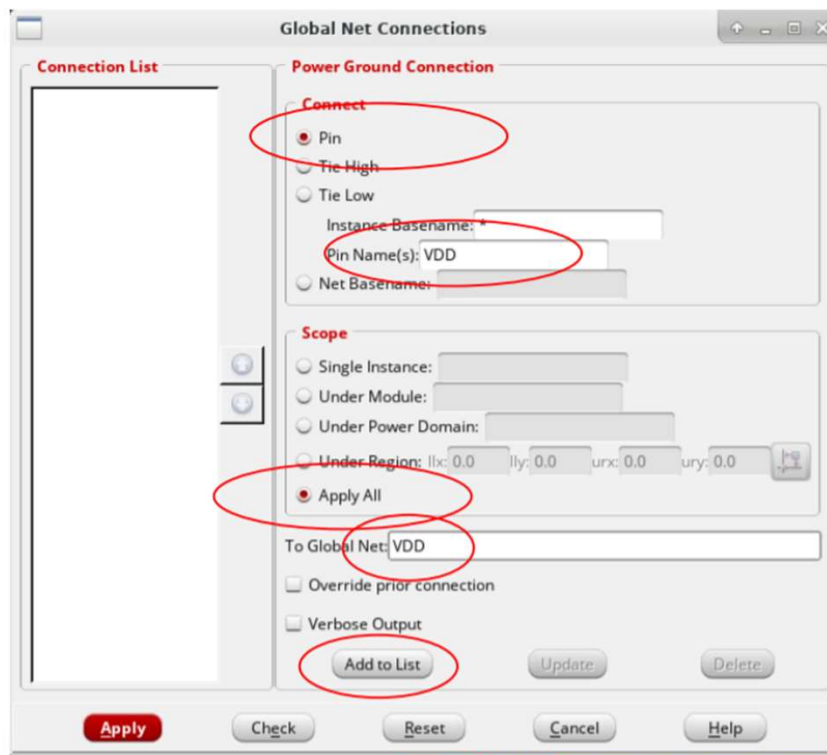 Global Net Connections
Connection List
Power Ground Connection
Connect
Pin
Tie High
Tie Low
Instance Basename: *
Pin Name(s): VDD
Net Basename:
Scope
Single Instance:
Under Module:
Under Power Domain:
Under Region: llx: 0.0 lly: 0.0 urx: 0.0 ury: 0.0
Apply All
To Global Net: VDD
Override prior connection
Verbose Output
Add to List Update Delete
Apply Check Reset Cancel Help